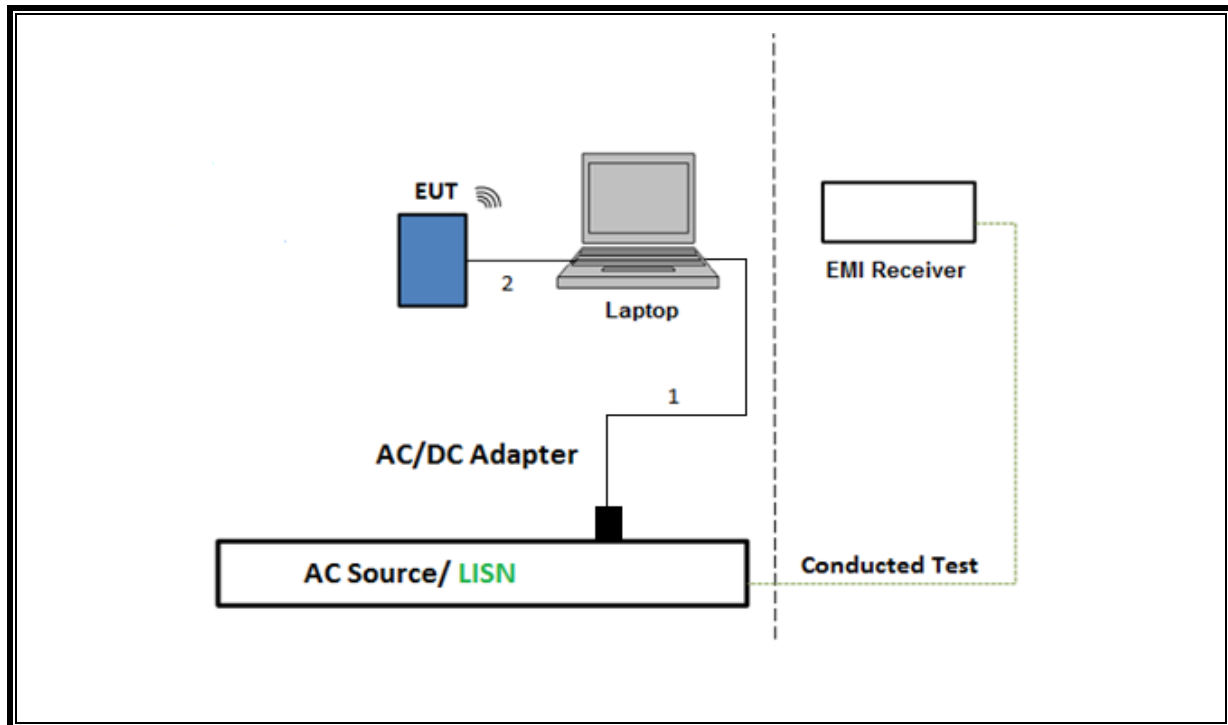 EUT
2
Laptop
EMI Receiver
1
AC/DC Adapter
AC Source/ LISN
Conducted Test